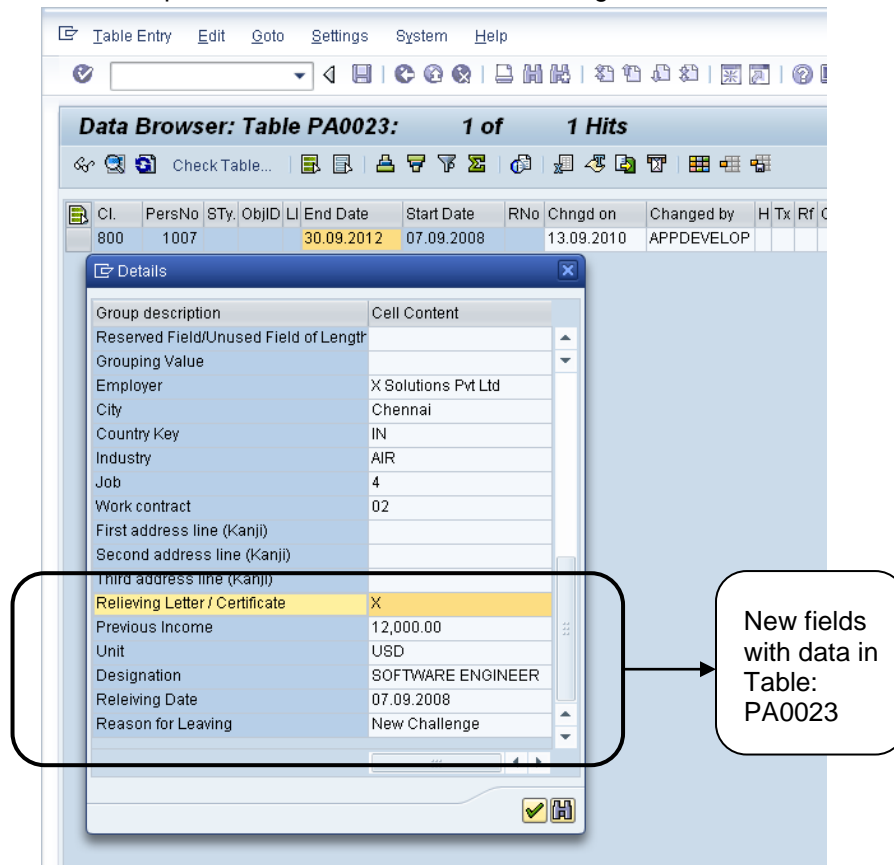 Table Entry Edit Goto Settings System Help
Data Browser: Table PA0023: 1 of 1 Hits
Check Table...
Cl. PersNo STy. ObjID LI End Date Start Date RNo Chngd on Changed by H Tx Rf
800 1007 30.09.2012 07.09.2008 13.09.2010 APPDEVELOP
Details
Group description Cell Content
Reserved Field/Unused Field of Length
Grouping Value
Employer X Solutions Pvt Ltd
City Chennai
Country Key IN
Industry AIR
Job 4
Work contract 02
First address line (Kanji)
Second address line (Kanji)
Third address line (Kanji)
Relieving Letter / Certificate X
Previous Income 12,000.00
Unit USD
Designation SOFTWARE ENGINEER
Releiving Date 07.09.2008
Reason for Leaving New Challenge
New fields
with data in
Table:
PA0023